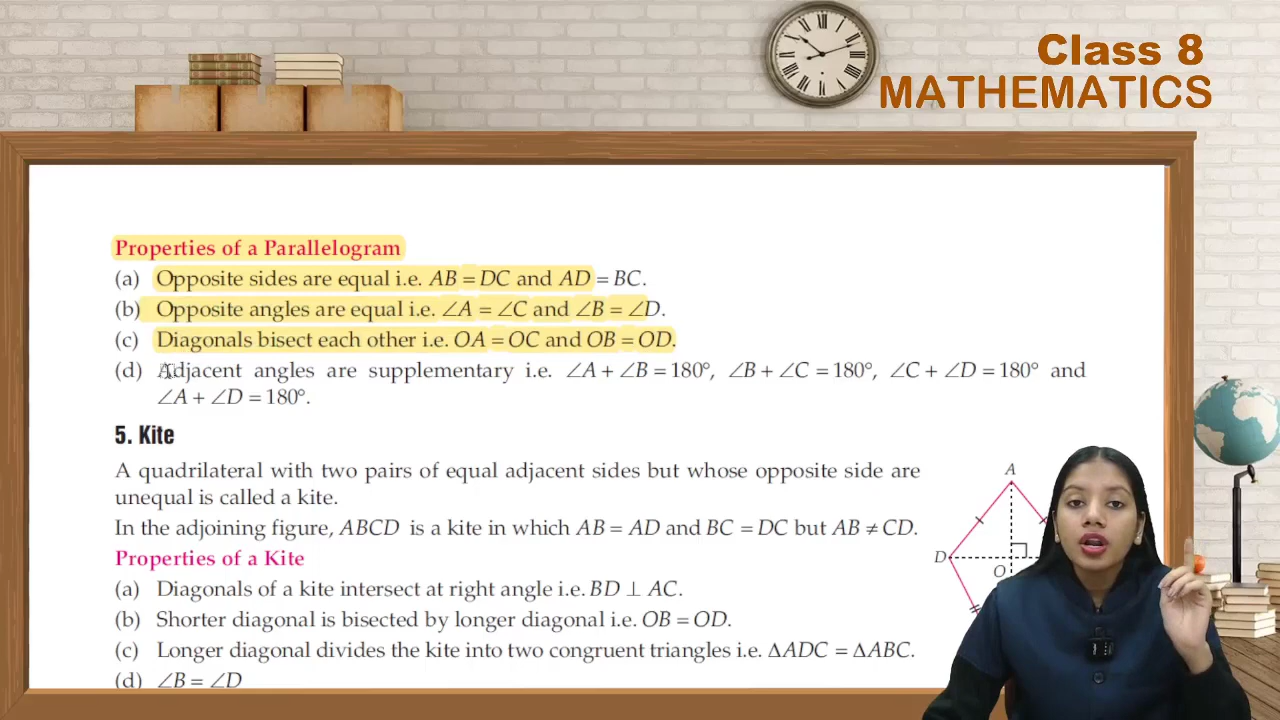 Class 8
MATHEMATICS
Properties of a Parallelogram
(a) Opposite sides are equal i.e. AB = DC and AD = BC.
(b) Opposite angles are equal i.e. ∠A = ∠C and ∠B = ∠D.
(c) Diagonals bisect each other i.e. OA = OC and OB = OD.
(d) Adjacent angles are supplementary i.e. ∠A + ∠B = 180°, ∠B + ∠C = 180°, ∠C + ∠D = 180° and
∠A + ∠D = 180°.
5. Kite
A quadrilateral with two pairs of equal adjacent sides but whose opposite side are
unequal is called a kite.
In the adjoining figure, ABCD is a kite in which AB = AD and BC = DC but AB ≠ CD.
Properties of a Kite
(a) Diagonals of a kite intersect at right angle i.e. BD ⊥ AC.
(b) Shorter diagonal is bisected by longer diagonal i.e. OB = OD.
(c) Longer diagonal divides the kite into two congruent triangles i.e. ΔADC = ΔABC.
(d) ∠B = ∠D
A
D
O